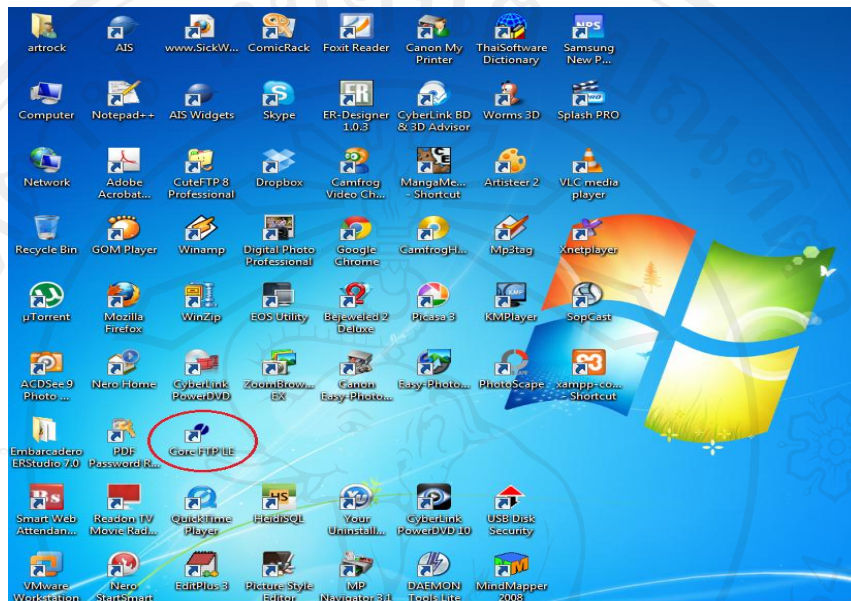 artrock
AIS
www.SickW...
ComicRack
Foxit Reader
Canon My
Printer
ThaiSoftware
Dictionary
Samsung
New P...
Computer
Notepad++
AIS Widgets
Skype
ER-Designer
1.0.3
CyberLink BD
& 3D Advisor
Worms 3D
Splash PRO
Network
Adobe
Acrobat...
CuteFTP 8
Professional
Dropbox
Camfrog
Video Ch...
MangaMe...
- Shortcut
Artisteer 2
VLC media
player
Recycle Bin
GOM Player
Winamp
Digital Photo
Professional
Google
Chrome
CamfrogH...
Mp3tag
Xnetplayer
µTorrent
Mozilla
Firefox
WinZip
EOS Utility
Bejeweled 2
Deluxe
Picasa 3
KMPlayer
SopCast
ACDSee 9
Photo ...
Nero Home
CyberLink
PowerDVD
ZoomBrow...
EX
Canon
Easy-Photo...
Easy-Photo...
PhotoScape
xampp-co...
- Shortcut
Embarcadero
ERStudio 7.0
PDF
Password R...
Core FTP LE
Smart Web
Attendan...
Readon TV
Movie Rad...
QuickTime
Player
HeidiSQL
Your
Uninstall...
CyberLink
PowerDVD 10
USB Disk
Security
VMware
Workstation
Nero
StartSmart
EditPlus 3
Picture Style
Editor
MP
Navigator 3.1
DAEMON
Tools Lite
MindMapper
2008